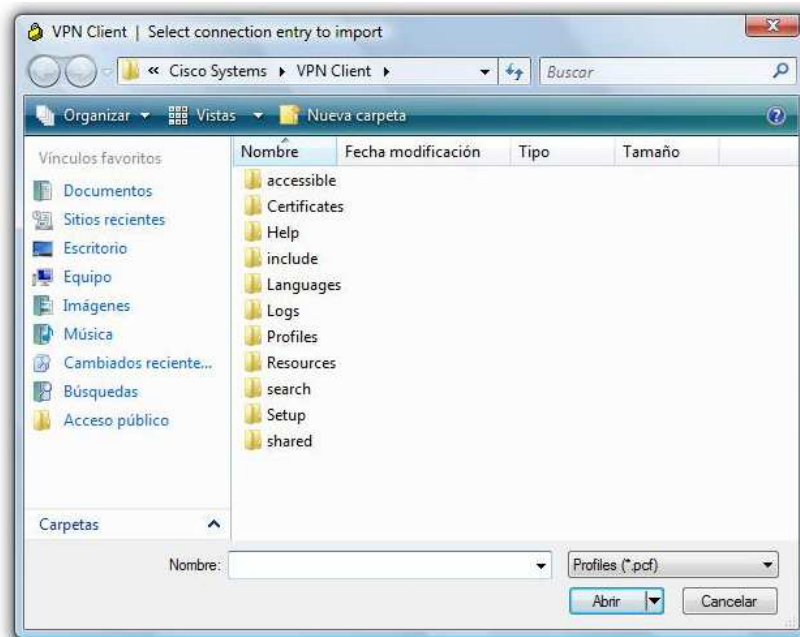 VPN Client | Select connection entry to import
« Cisco Systems VPN Client Buscar
Organizar Vistas Nueva carpeta
Vínculos favoritos
Documentos
Sitios recientes
Escritorio
Equipo
Imágenes
Música
Cambiados reciente...
Búsquedas
Acceso público
Carpetas
Nombre Fecha modificación Tipo Tamaño
accessible
Certificates
Help
include
Languages
Logs
Profiles
Resources
search
Setup
shared
Nombre: Profiles (*.pcf)
Abrir Cancelar